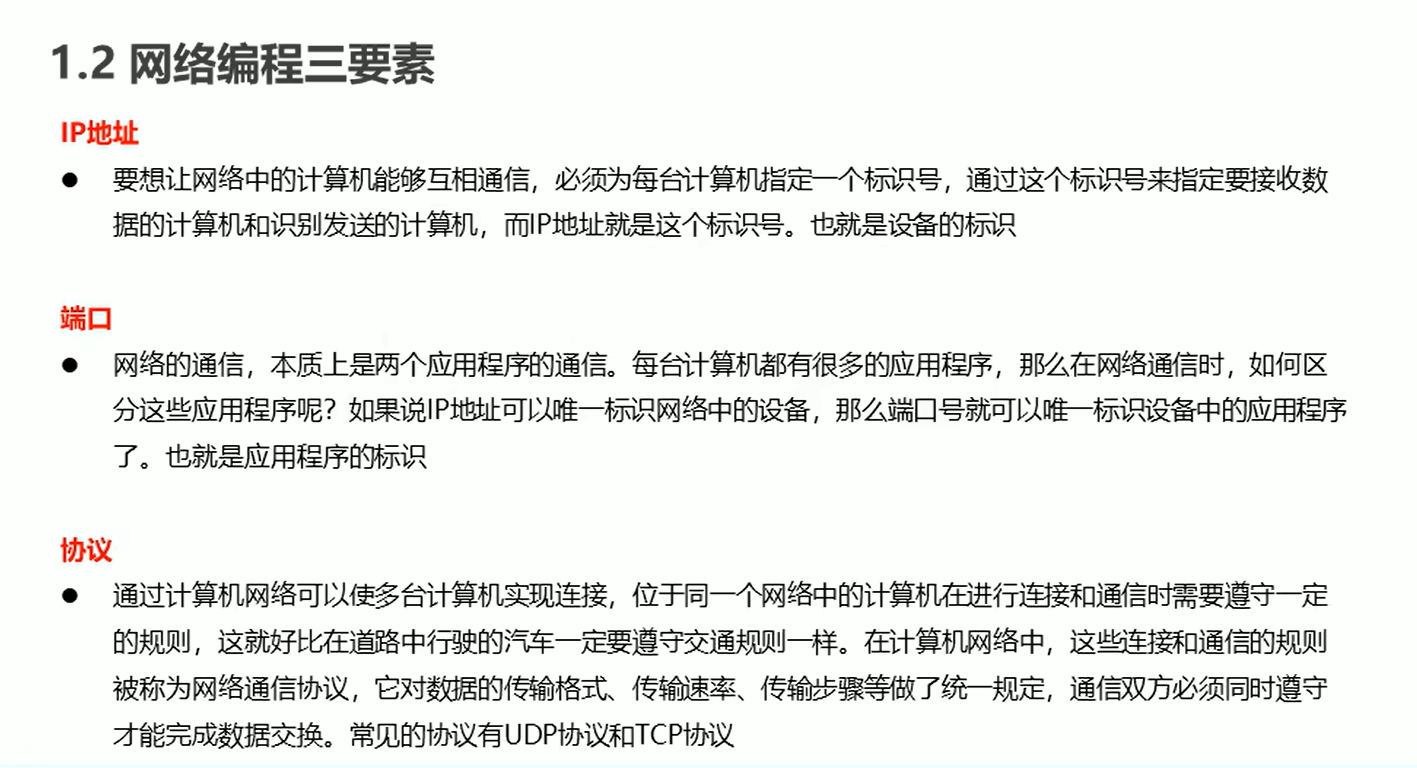 1.2 网络编程三要素
IP地址
● 要想让网络中的计算机能够互相通信，必须为每台计算机指定一个标识号，通过这个标识号来指定要接收数
据的计算机和识别发送的计算机，而IP地址就是这个标识号。也就是设备的标识
端口
● 网络的通信，本质上是两个应用程序的通信。每台计算机都有很多的应用程序，那么在网络通信时，如何区
分这些应用程序呢？如果说IP地址可以唯一标识网络中的设备，那么端口号就可以唯一标识设备中的应用程序
了。也就是应用程序的标识
协议
● 通过计算机网络可以使多台计算机实现连接，位于同一个网络中的计算机在进行连接和通信时需要遵守一定
的规则，这就好比在道路中行驶的汽车一定要遵守交通规则一样。在计算机网络中，这些连接和通信的规则
被称为网络通信协议，它对数据的传输格式、传输速率、传输步骤等做了统一规定，通信双方必须同时遵守
才能完成数据交换。常见的协议有UDP协议和TCP协议